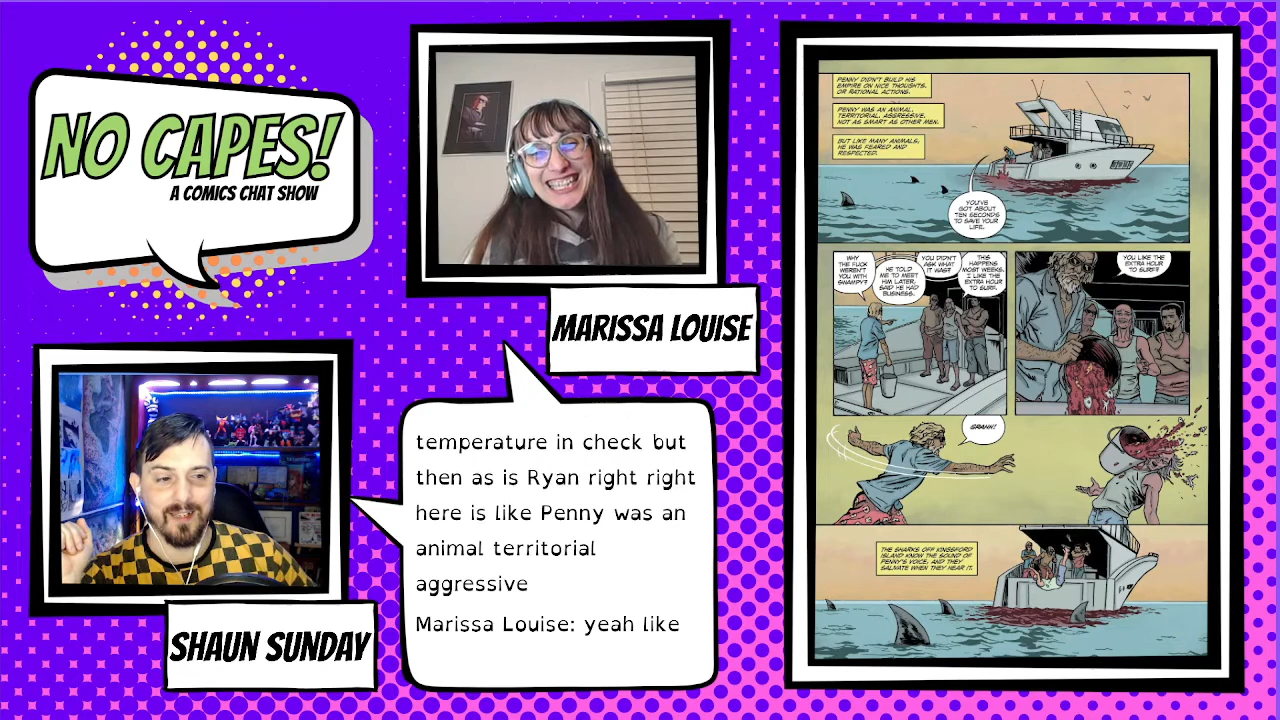 NO CAPES!
A COMICS CHAT SHOW
MARISSA LOUISE
SHAUN SUNDAY
temperature in check but
then as is Ryan right right
here is like Penny was an
animal territorial
aggressive
Marissa Louise: yeah like
PENNY DIDN'T BUILD HIS
EMPIRE ON NICE THOUGHTS.
OR RATIONAL ACTIONS.
PENNY WAS AN ANIMAL.
TERRITORIAL, AGGRESSIVE,
NOT AS SMART AS OTHER MEN.
BUT LIKE MANY ANIMALS,
HE WAS FEARED AND
RESPECTED.
YOU'VE
GOT ABOUT
TEN SECONDS
TO SAVE YOUR
LIFE.
WHY
THE FUCK
WEREN'T
YOU WITH
SWAMPY?
HE TOLD
ME TO MEET
HIM LATER,
SAID HE HAD
BUSINESS.
YOU DIDN'T
ASK WHAT
IT WAS?
THIS
HAPPENS
MOST WEEKS.
I LIKE THE
EXTRA HOUR
TO SURF.
YOU LIKE THE
EXTRA HOUR
TO SURF?
GRAHH!
THE SHARKS OFF KINGSFORD
ISLAND KNOW THE SOUND OF
PENNY'S VOICE, AND THEY
SALIVATE WHEN THEY HEAR IT.